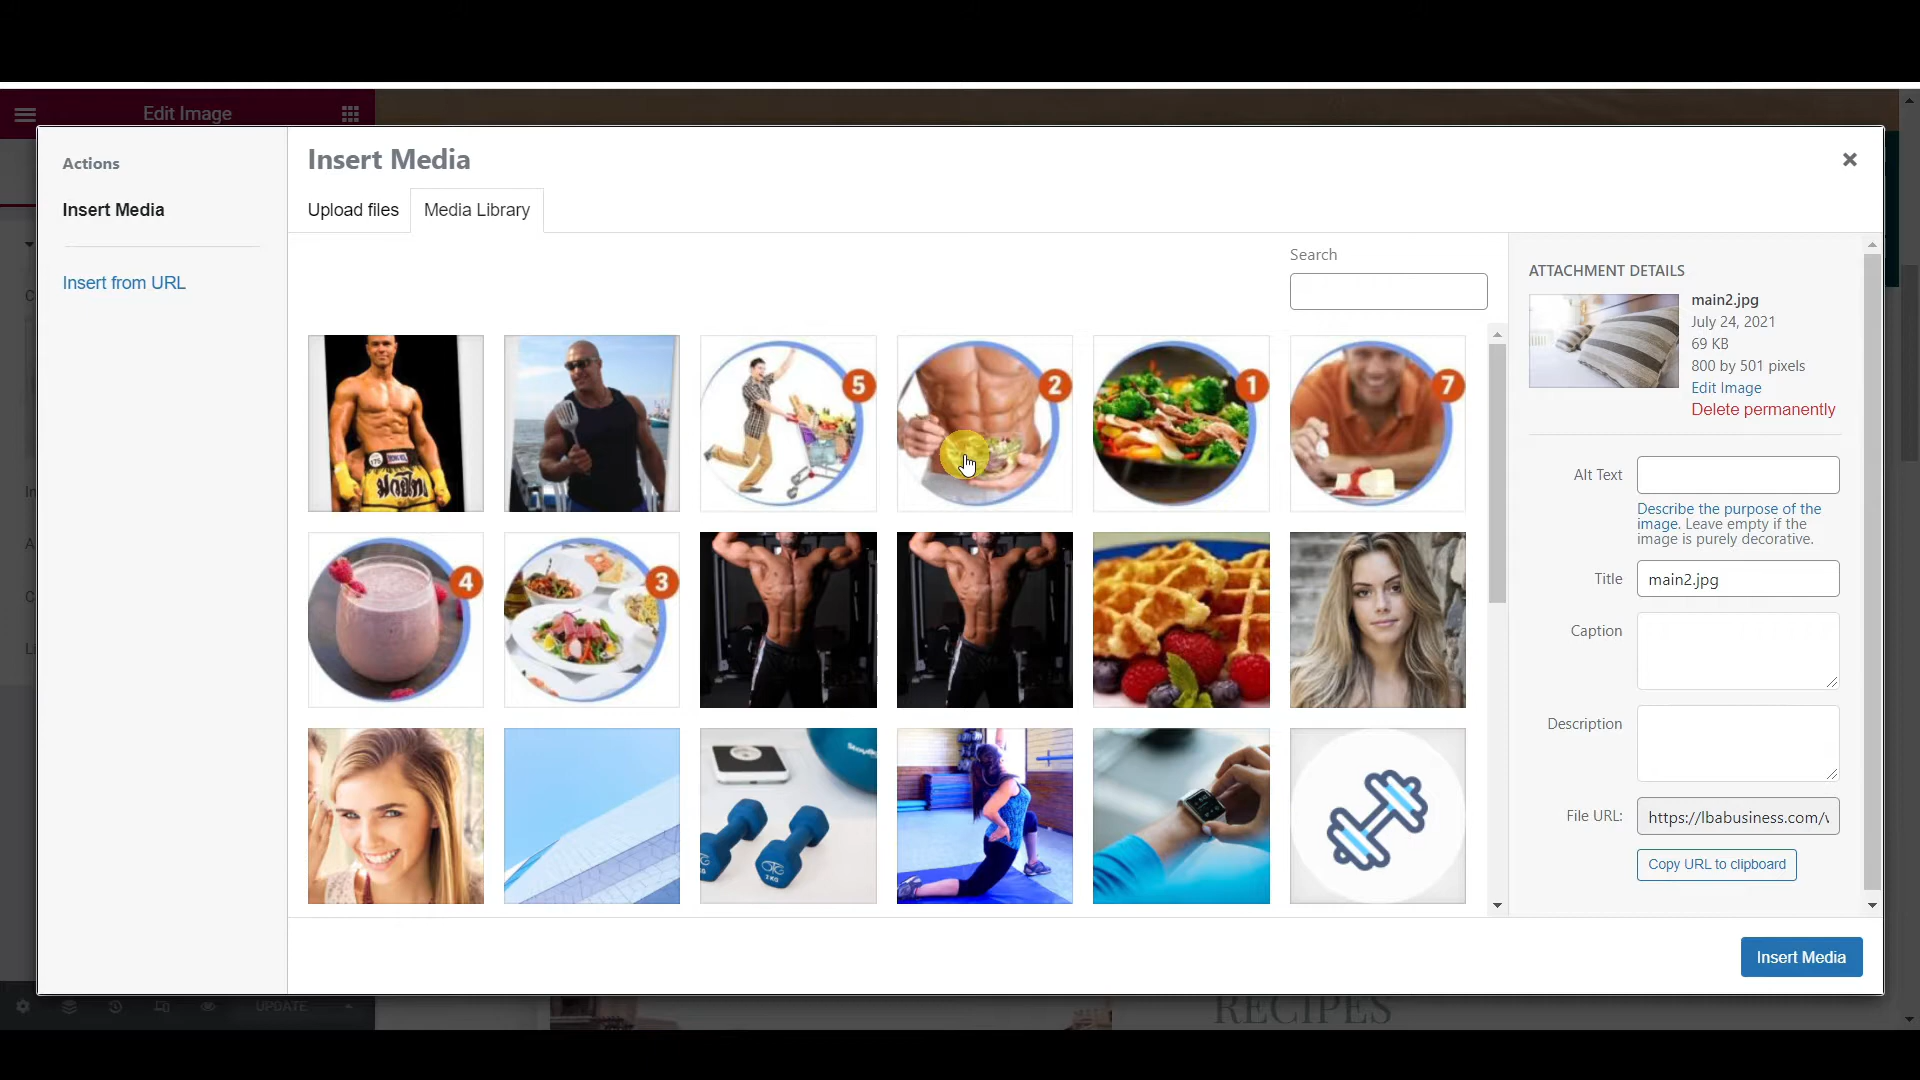 Edit Image
Actions
Insert Media
Insert from URL
Insert Media
Upload files
Media Library
Search
5
2
1
7
4
3
ATTACHMENT DETAILS
main2.jpg
July 24, 2021
69 KB
800 by 501 pixels
Edit Image
Delete permanently
Alt Text
Describe the purpose of the
image. Leave empty if the
image is purely decorative.
Title
main2.jpg
Caption
Description
File URL:
https://lbabusiness.com/
Copy URL to clipboard
Insert Media
UPDATE
RECIPES